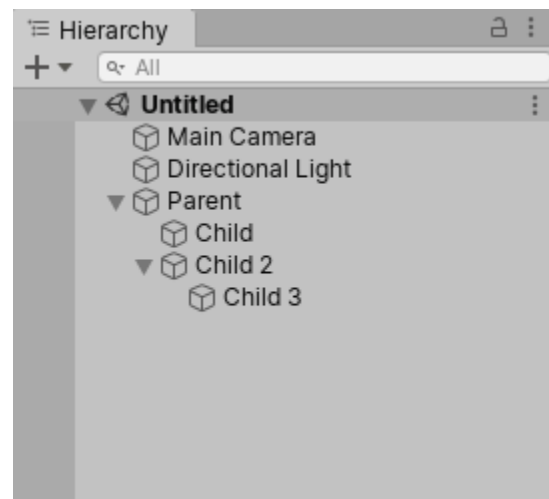 Hierarchy
All
Untitled
Main Camera
Directional Light
Parent
Child
Child 2
Child 3